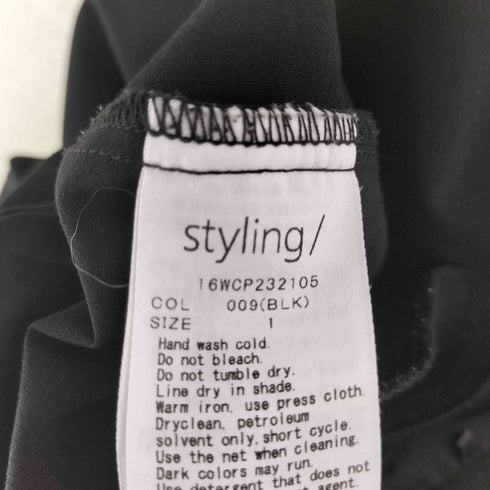 styling/
16WCP232105
COL 009(BLK)
SIZE 1
Hand wash cold.
Do not bleach.
Do not tumble dry.
Line dry in shade.
Warm iron, use press cloth.
Dryclean, petroleum
solvent only, short cycle.
Use the net when cleaning.
Dark colors may run.
Use detergent that does not
agent.